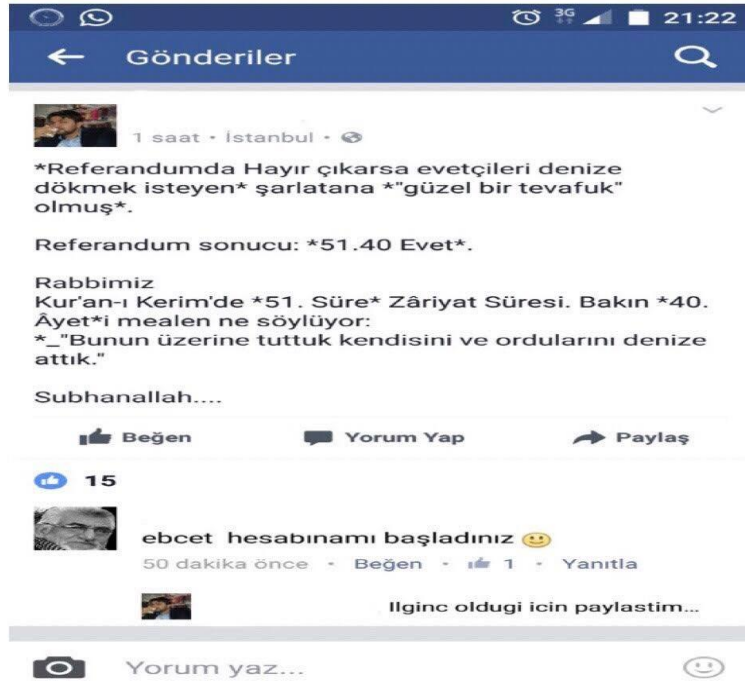 3G 21:22
Gönderiler
1 saat • İstanbul •
*Referandumda Hayır çıkarsa evetçileri denize
dökmek isteyen* şarlatana *"güzel bir tevafuk"
olmuş*.
Referandum sonucu: *51.40 Evet*.
Rabbimiz
Kur'an-ı Kerim'de *51. Süre* Zâriyat Süresi. Bakın *40.
Âyet*i mealen ne söylüyor:
*_"Bunun üzerine tuttuk kendisini ve ordularını denize
attık."
Subhanallah....
Beğen Yorum Yap Paylaş
15
ebcet hesabınamı başladınız 🙂
50 dakika önce • Beğen • 1 • Yanıtla
Ilginc oldugi icin paylastim...
Yorum yaz...